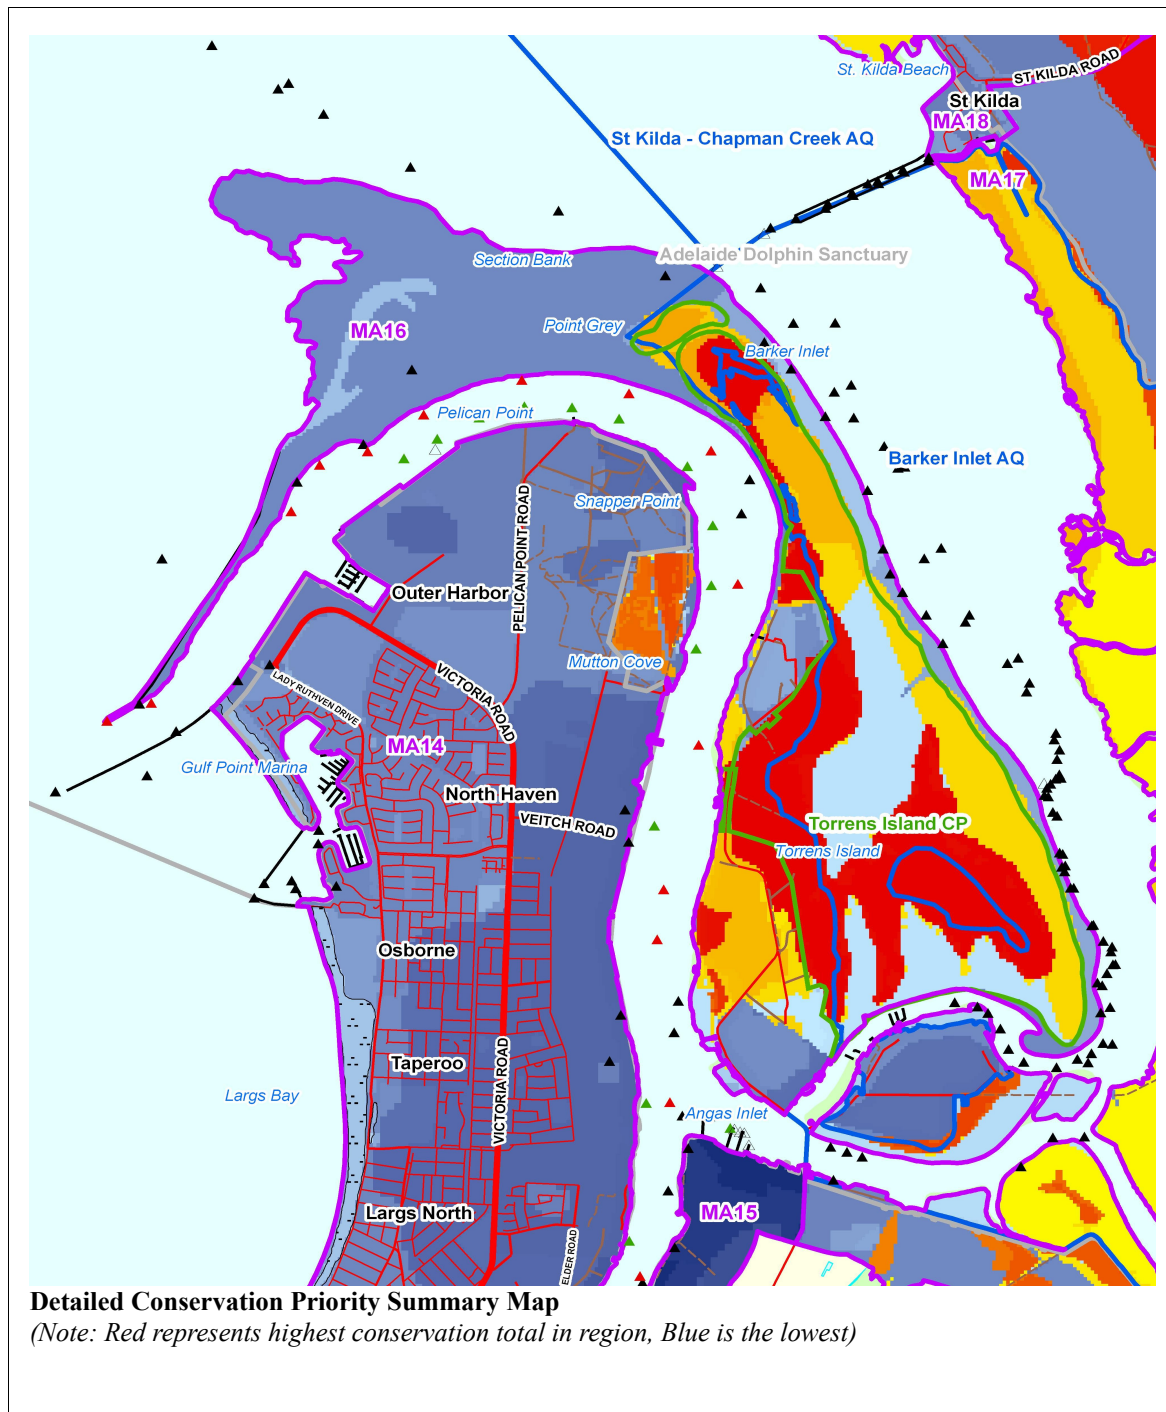 St. Kilda Beach
ST KILDA ROAD
St Kilda
MA18
St Kilda - Chapman Creek AQ
MA17
Adelaide Dolphin Sanctuary
Section Bank
MA16
Point Grey
Barker Inlet
Pelican Point
Barker Inlet AQ
Snapper Point
PELICAN POINT ROAD
Outer Harbor
Mutton Cove
LADY RUTHVEN DRIVE
VICTORIA ROAD
MA14
Gulf Point Marina
North Haven
VEITCH ROAD
Torrens Island CP
Torrens Island
Osborne
Taperoo
VICTORIA ROAD
Largs Bay
Angas Inlet
Largs North
MA15
ELDER ROAD
Detailed Conservation Priority Summary Map
(Note: Red represents highest conservation total in region, Blue is the lowest)